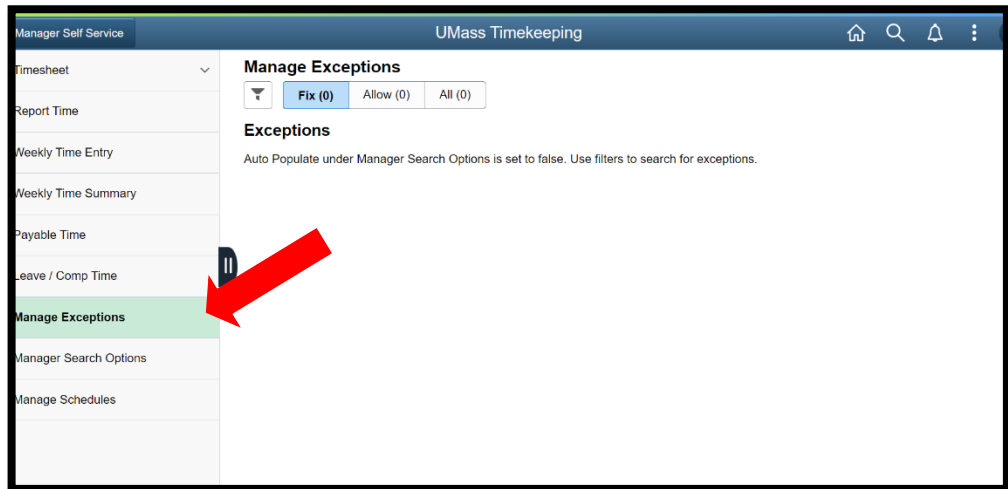 Manager Self Service
UMass Timekeeping
Timesheet
Report Time
Weekly Time Entry
Weekly Time Summary
Payable Time
Leave / Comp Time
Manage Exceptions
Manager Search Options
Manage Schedules
Manage Exceptions
Fix (0)
Allow (0)
All (0)
Exceptions
Auto Populate under Manager Search Options is set to false. Use filters to search for exceptions.